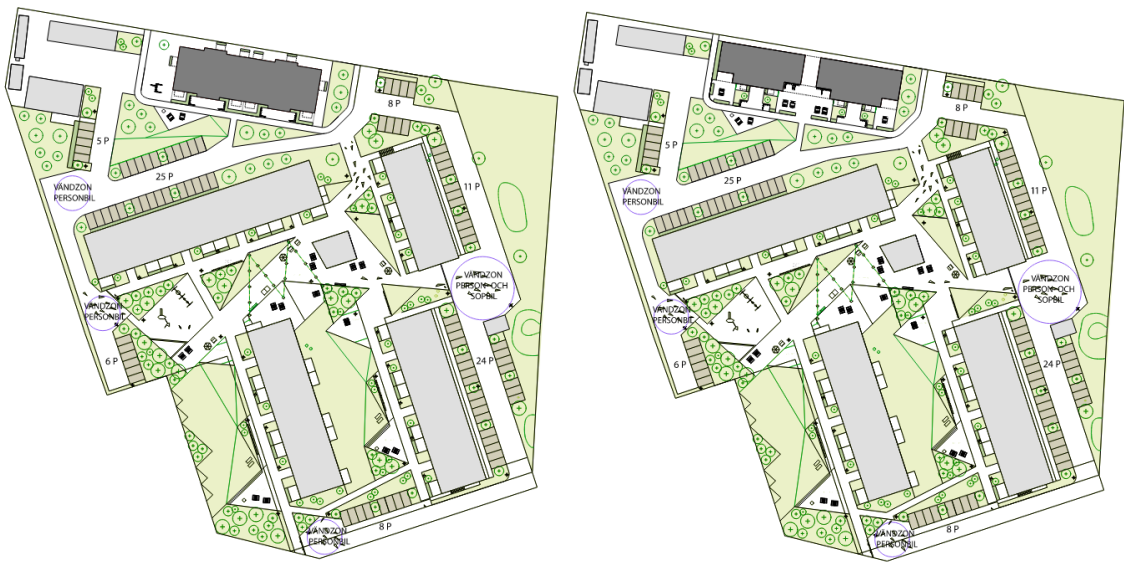 8 P
5 P
25 P
11 P
VÄNDZON
PERSONBIL
VÄNDZON
PERSON- OCH
SOPBIL
VÄNDZON
PERSONBIL
6 P
24 P
8 P
VÄNDZON
PERSONBIL
8 P
5 P
25 P
11 P
VÄNDZON
PERSONBIL
VÄNDZON
PERSON- OCH
SOPBIL
VÄNDZON
PERSONBIL
6 P
24 P
8 P
VÄNDZON
PERSONBIL